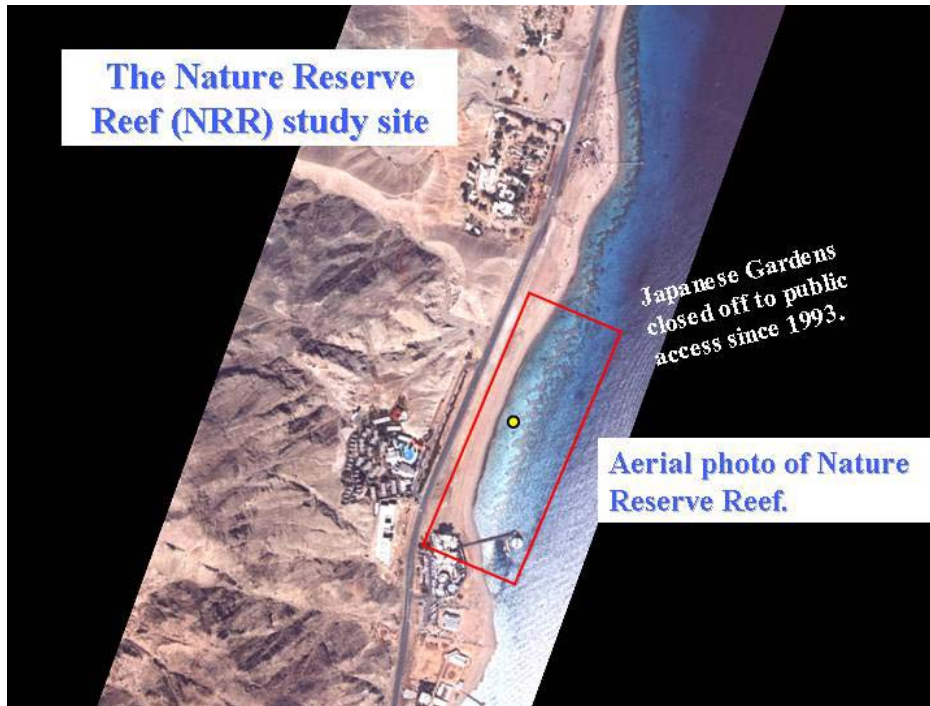 The Nature Reserve
Reef (NRR) study site
Japanese Gardens
closed off to public
access since 1993.
Aerial photo of Nature
Reserve Reef.